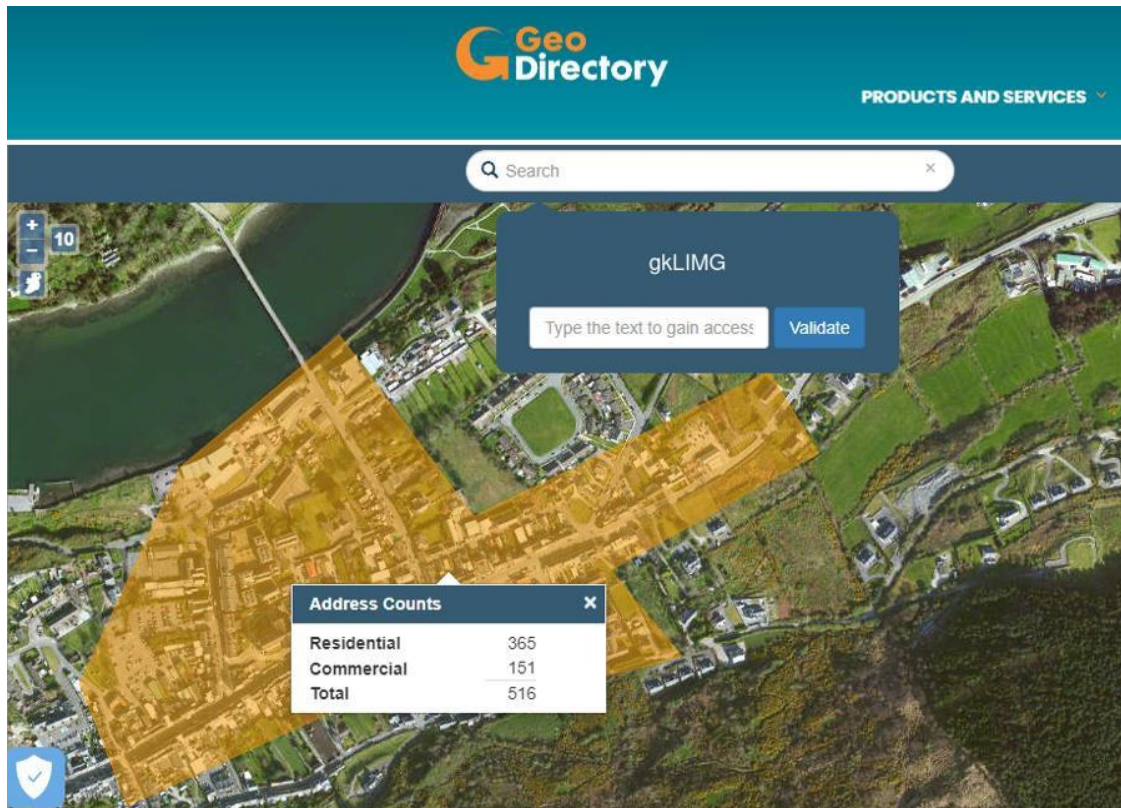 Geo
Directory
PRODUCTS AND SERVICES
Search ×
+
10
−
gkLIMG
Type the text to gain access Validate
Address Counts ×
Residential 365
Commercial 151
Total 516